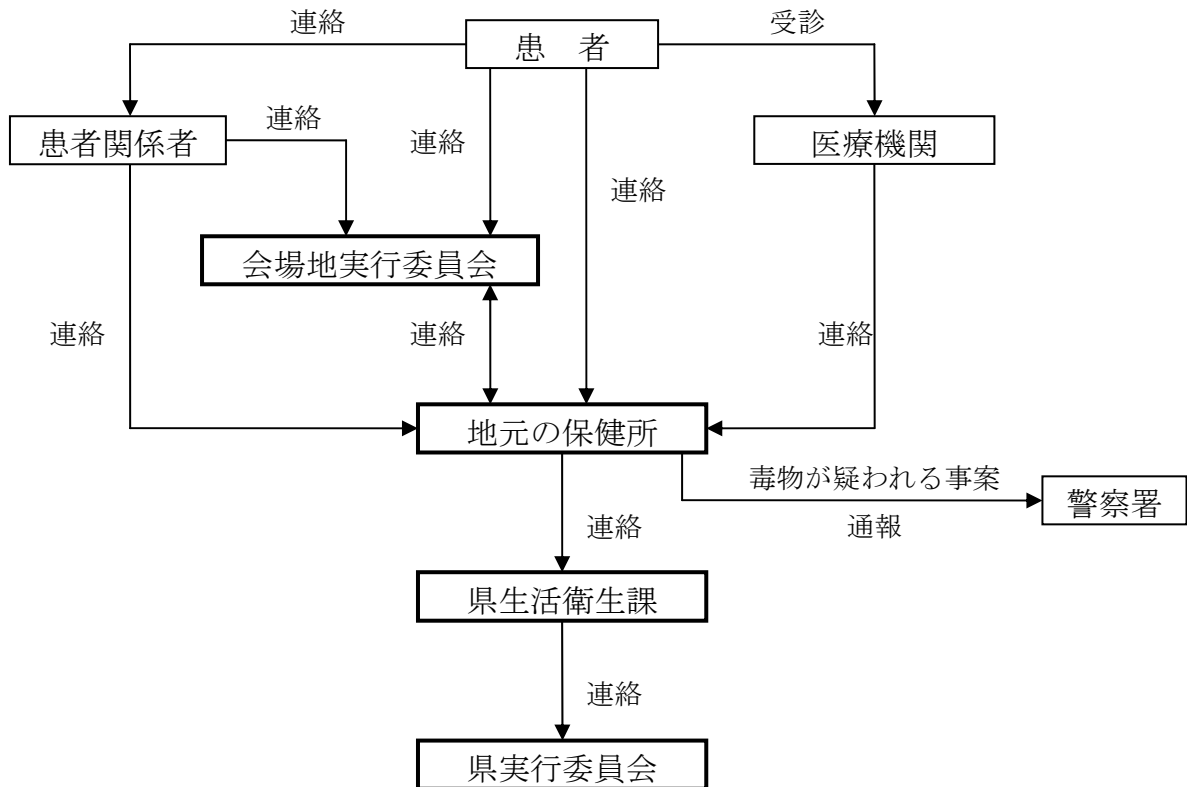 連絡
受診
患　者
連絡
患者関係者
連絡
連絡
医療機関
会場地実行委員会
連絡
連絡
連絡
地元の保健所
毒物が疑われる事案
通報
警察署
連絡
県生活衛生課
連絡
県実行委員会